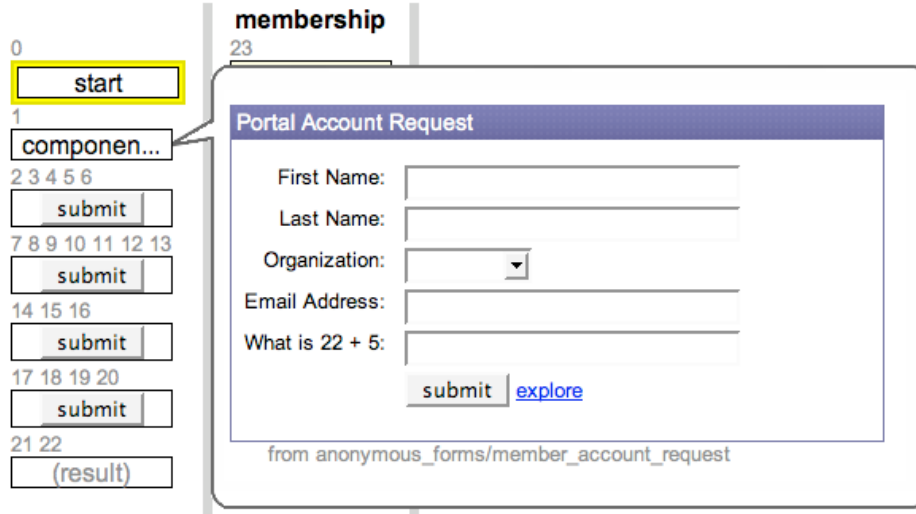 membership
0
23
start
1
componen...
2 3 4 5 6
submit
7 8 9 10 11 12 13
submit
14 15 16
submit
17 18 19 20
submit
21 22
(result)
Portal Account Request
First Name:
Last Name:
Organization:
Email Address:
What is 22 + 5:
submit explore
from anonymous_forms/member_account_request